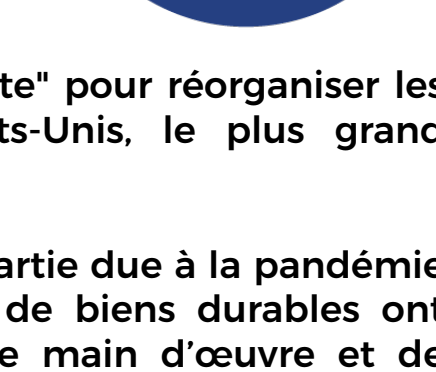 te" pour réorganiser les
ts-Unis, le plus grand
artie due à la pandémie
de biens durables ont
e main d'œuvre et de